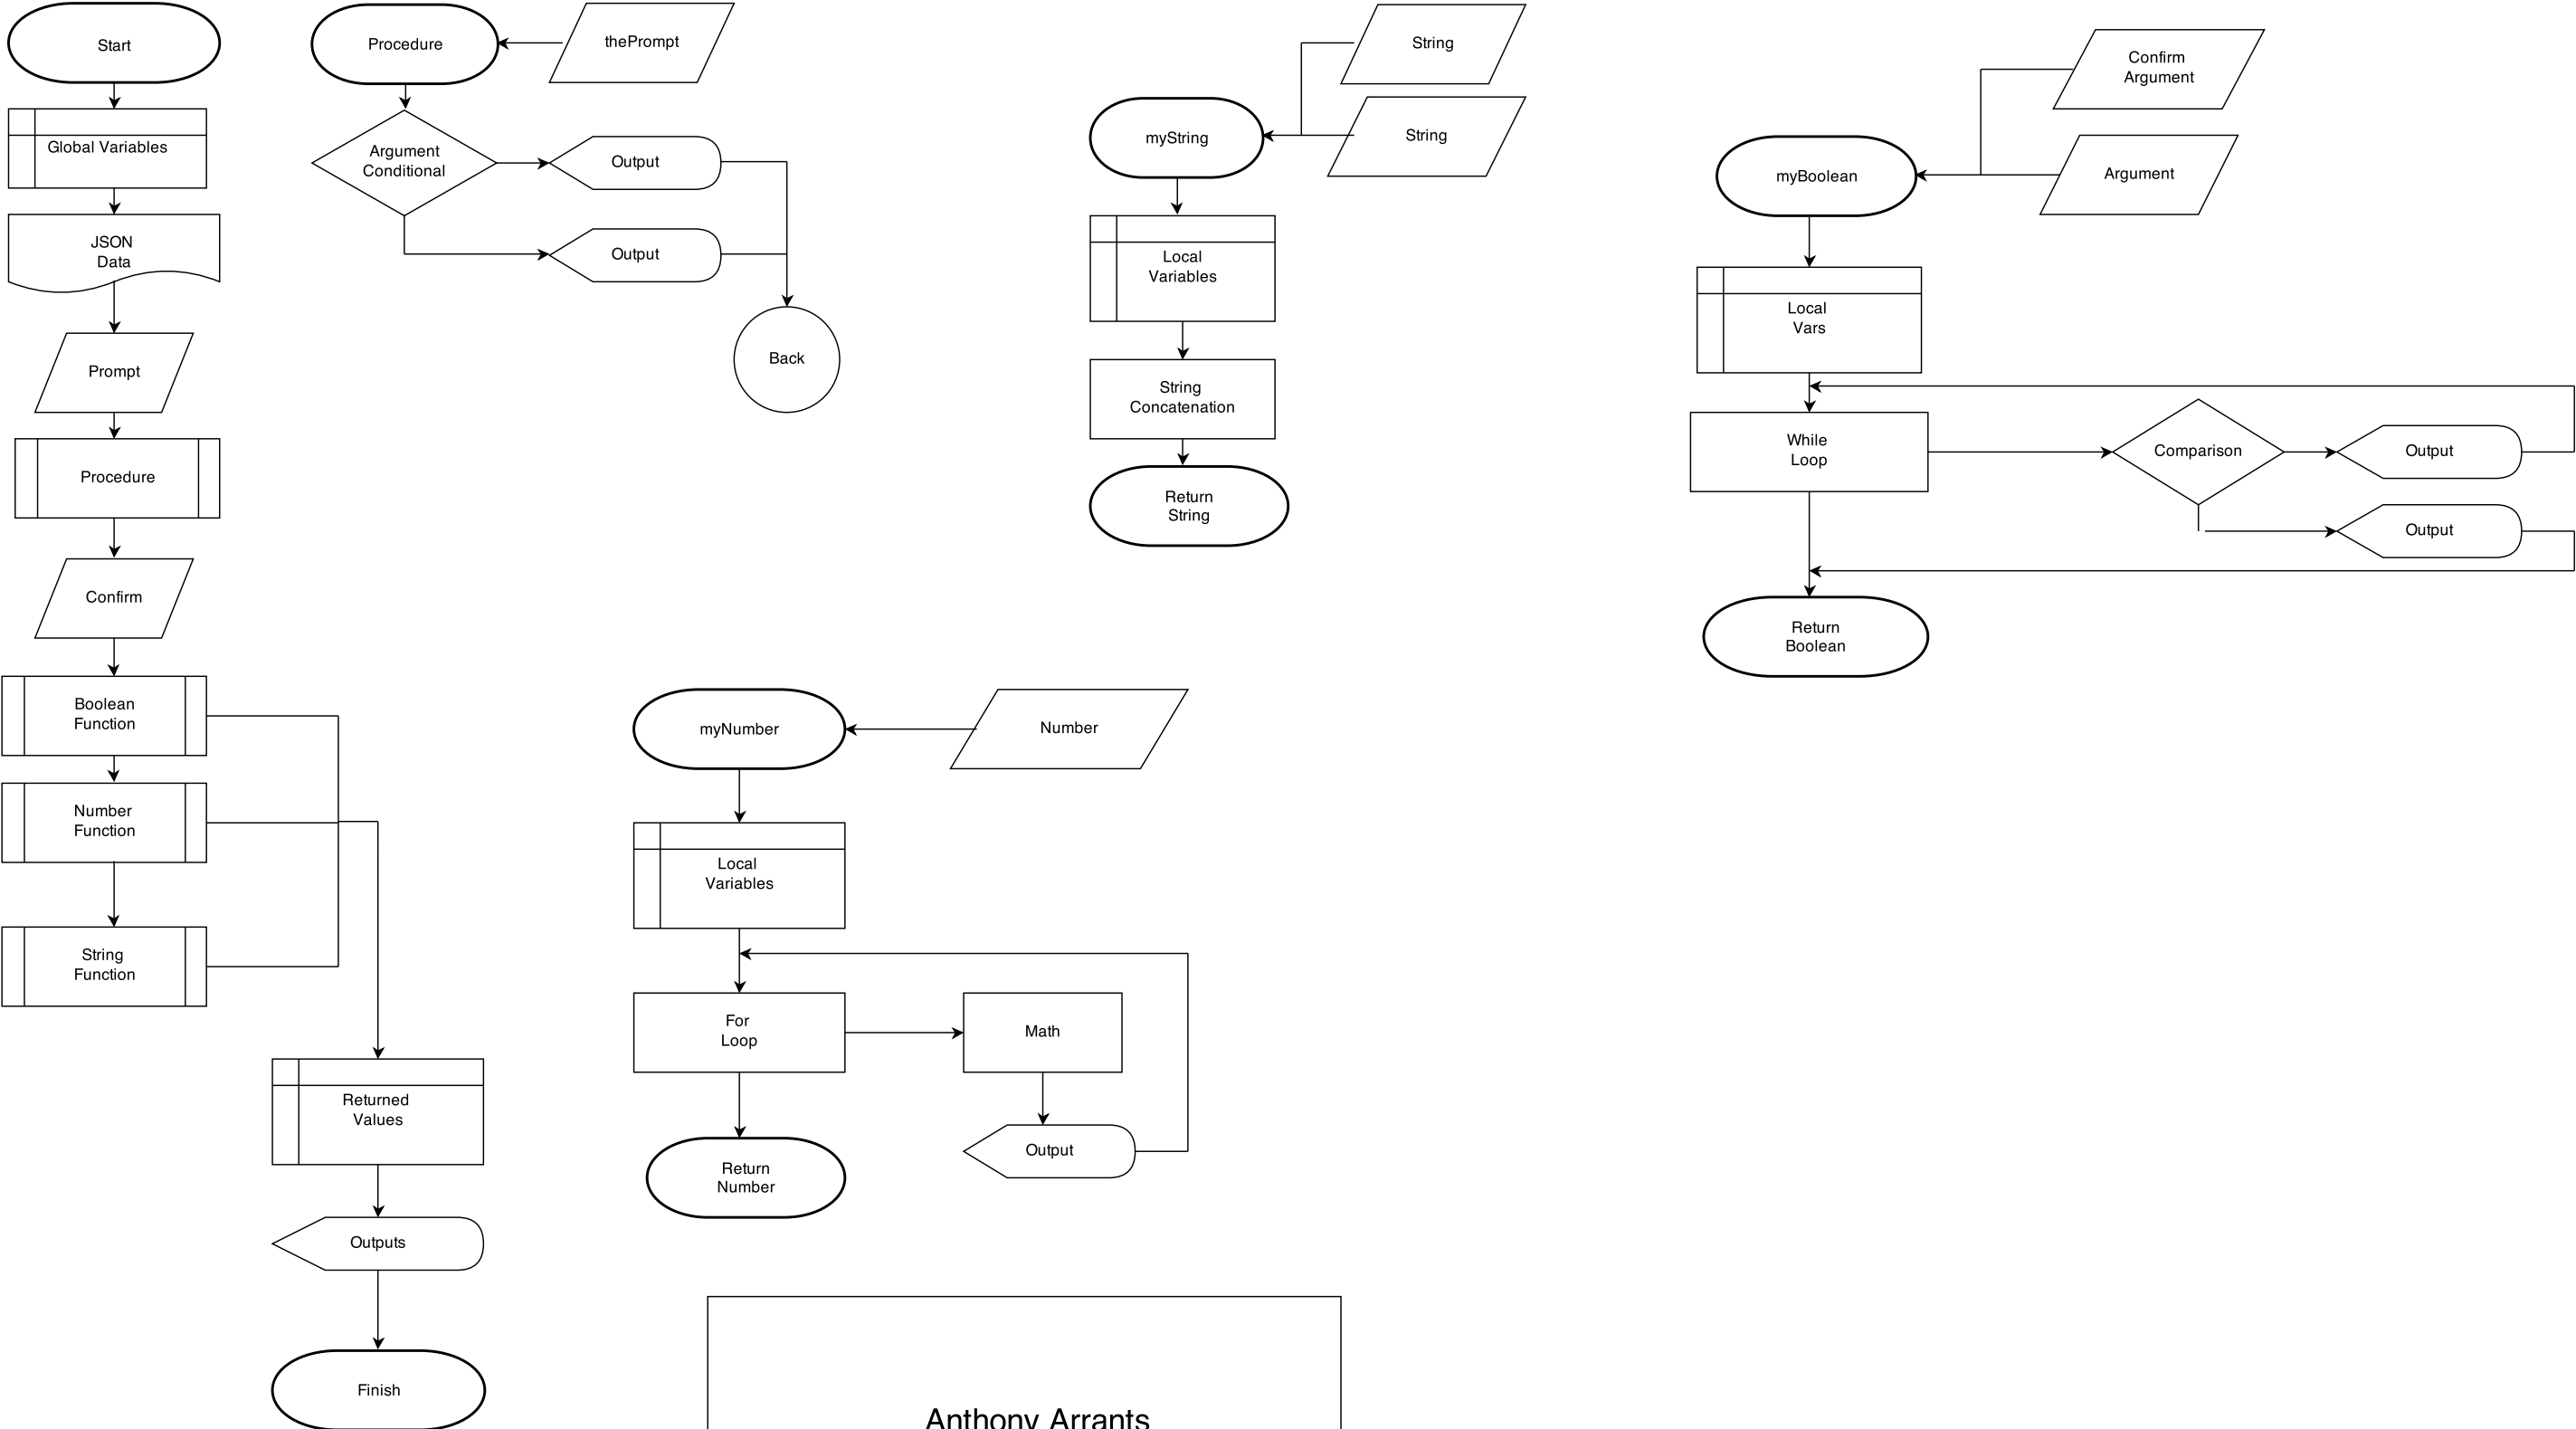 Start
Global Variables
JSON
Data
Prompt
Procedure
Confirm
Boolean
Function
Number
Function
String
Function
Returned
Values
Outputs
Finish
Procedure
thePrompt
Argument
Conditional
Output
Output
Back
myString
String
String
Local
Variables
String
Concatenation
Return
String
myBoolean
Confirm
Argument
Argument
Local
Vars
While
Loop
Comparison
Output
Output
Return
Boolean
myNumber
Number
Local
Variables
For
Loop
Math
Output
Return
Number
Anthony Arrants